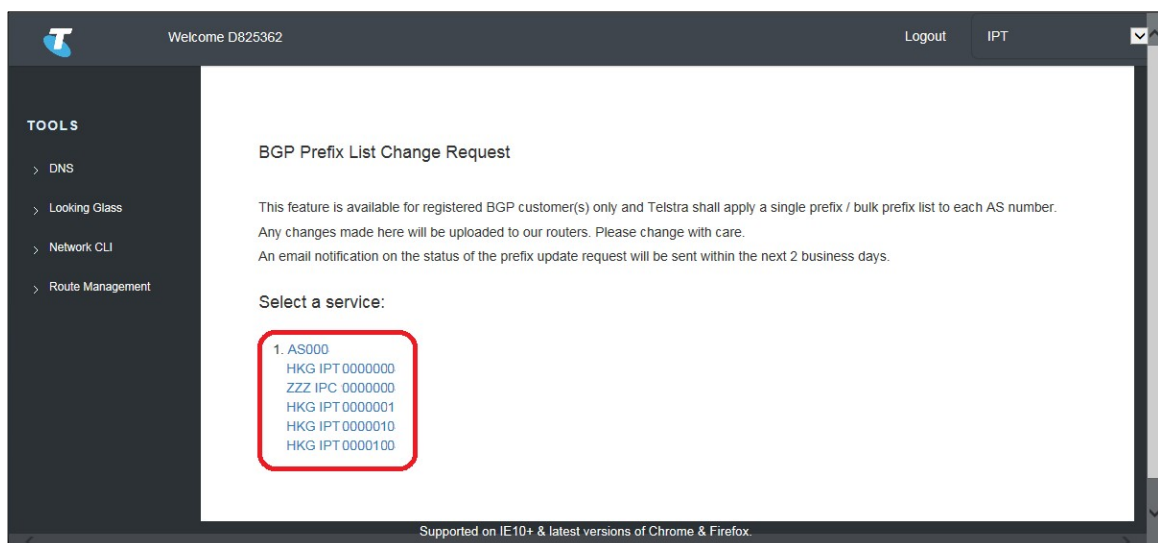 Welcome D825362
Logout
IPT
TOOLS
DNS
Looking Glass
Network CLI
Route Management
BGP Prefix List Change Request
This feature is available for registered BGP customer(s) only and Telstra shall apply a single prefix / bulk prefix list to each AS number.
Any changes made here will be uploaded to our routers. Please change with care.
An email notification on the status of the prefix update request will be sent within the next 2 business days.
Select a service:
1. AS000
HKG IPT 0000000
ZZZ IPC 0000000
HKG IPT 0000001
HKG IPT 0000010
HKG IPT 0000100
Supported on IE10+ & latest versions of Chrome & Firefox.